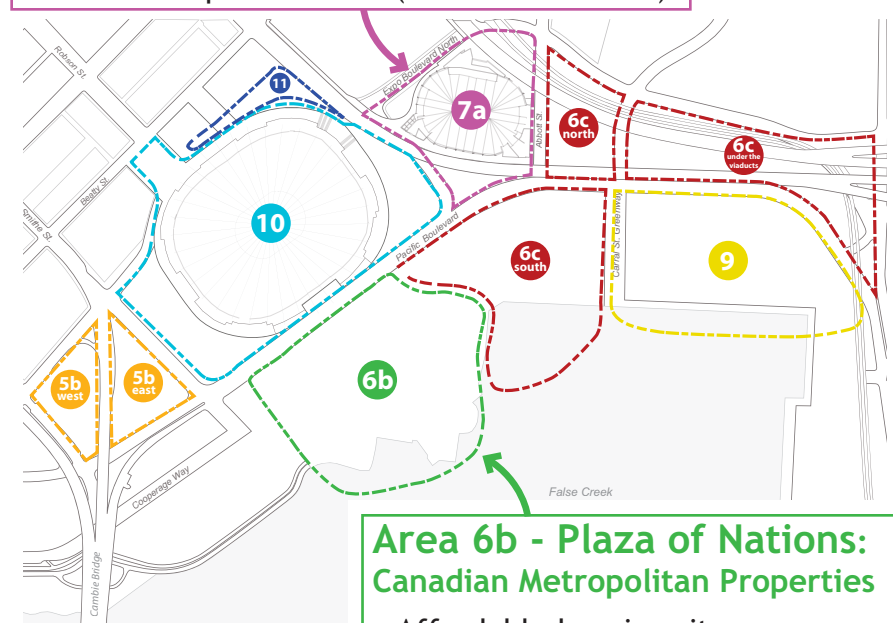 Robson St.
Expo Boulevard North
11
7a
Abbott St.
6c
north
6c
under the
viaducts
Beatty St.
Smithe St.
10
Pacific Boulevard
6c
south
Carral St. Greenway
9
5b
west
5b
east
6b
Cooperage Way
False Creek
Cambie Bridge
Area 6b - Plaza of Nations:
Canadian Metropolitan Properties